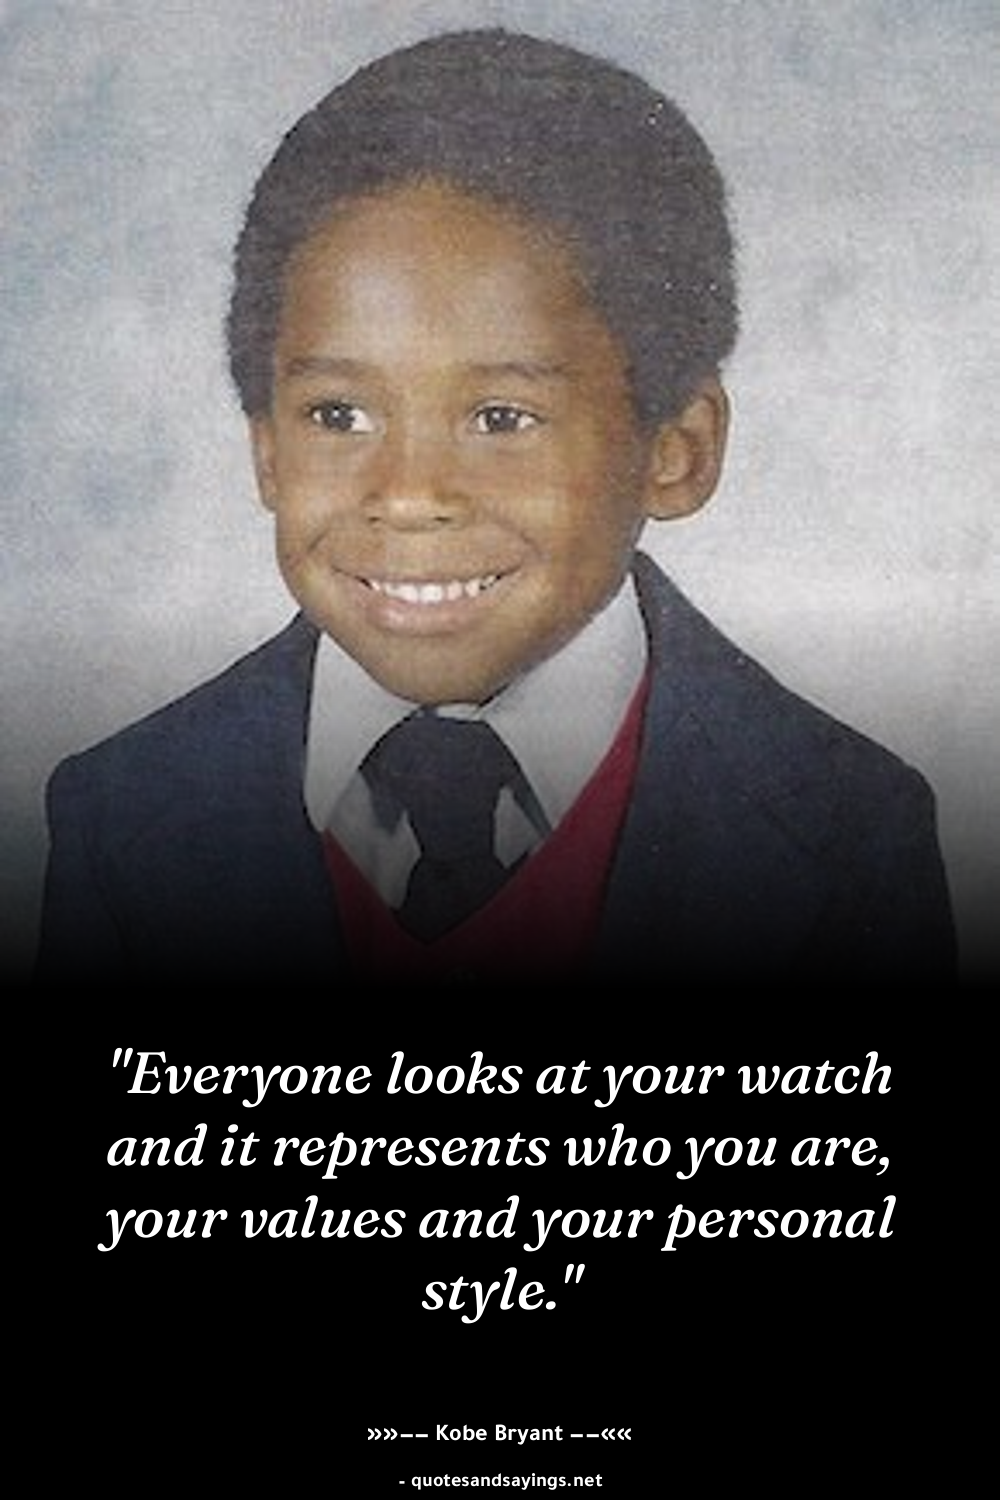 "Everyone looks at your watch
and it represents who you are,
your values and your personal
style."
»»–– Kobe Bryant ––««
- quotesandsayings.net